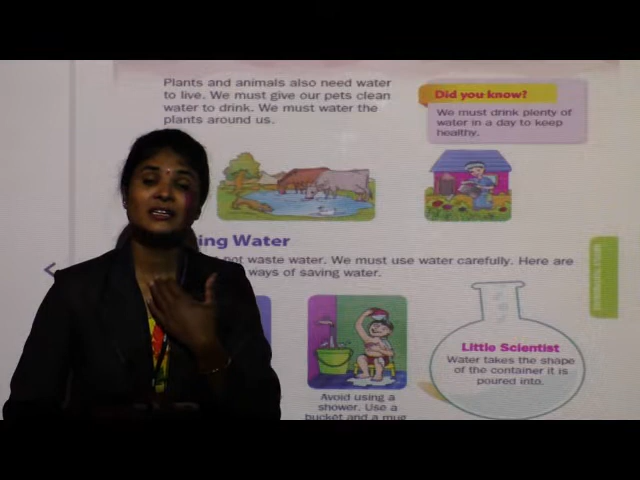 Plants and animals also need water
to live. We must give our pets clean
water to drink. We must water the
plants around us.
Did you know?
We must drink plenty of
water in a day to keep
healthy.
ing Water
not waste water. We must use water carefully. Here are
ways of saving water.
Avoid using a
shower. Use a
bucket and a mug
Little Scientist
Water takes the shape
of the container it is
poured into.